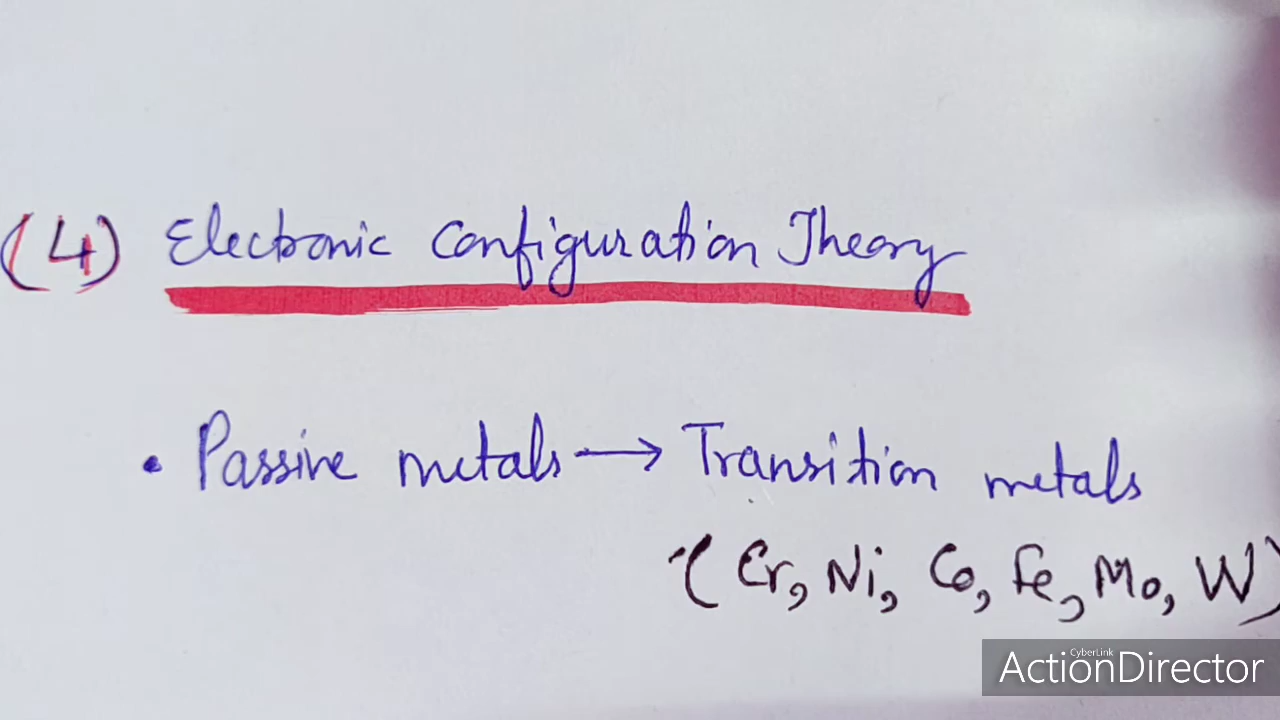 (4) Electronic Configuration Theory
• Passive metals → Transition metals
(Cr, Ni, Co, Fe, Mo, W)
CyberLink
ActionDirector